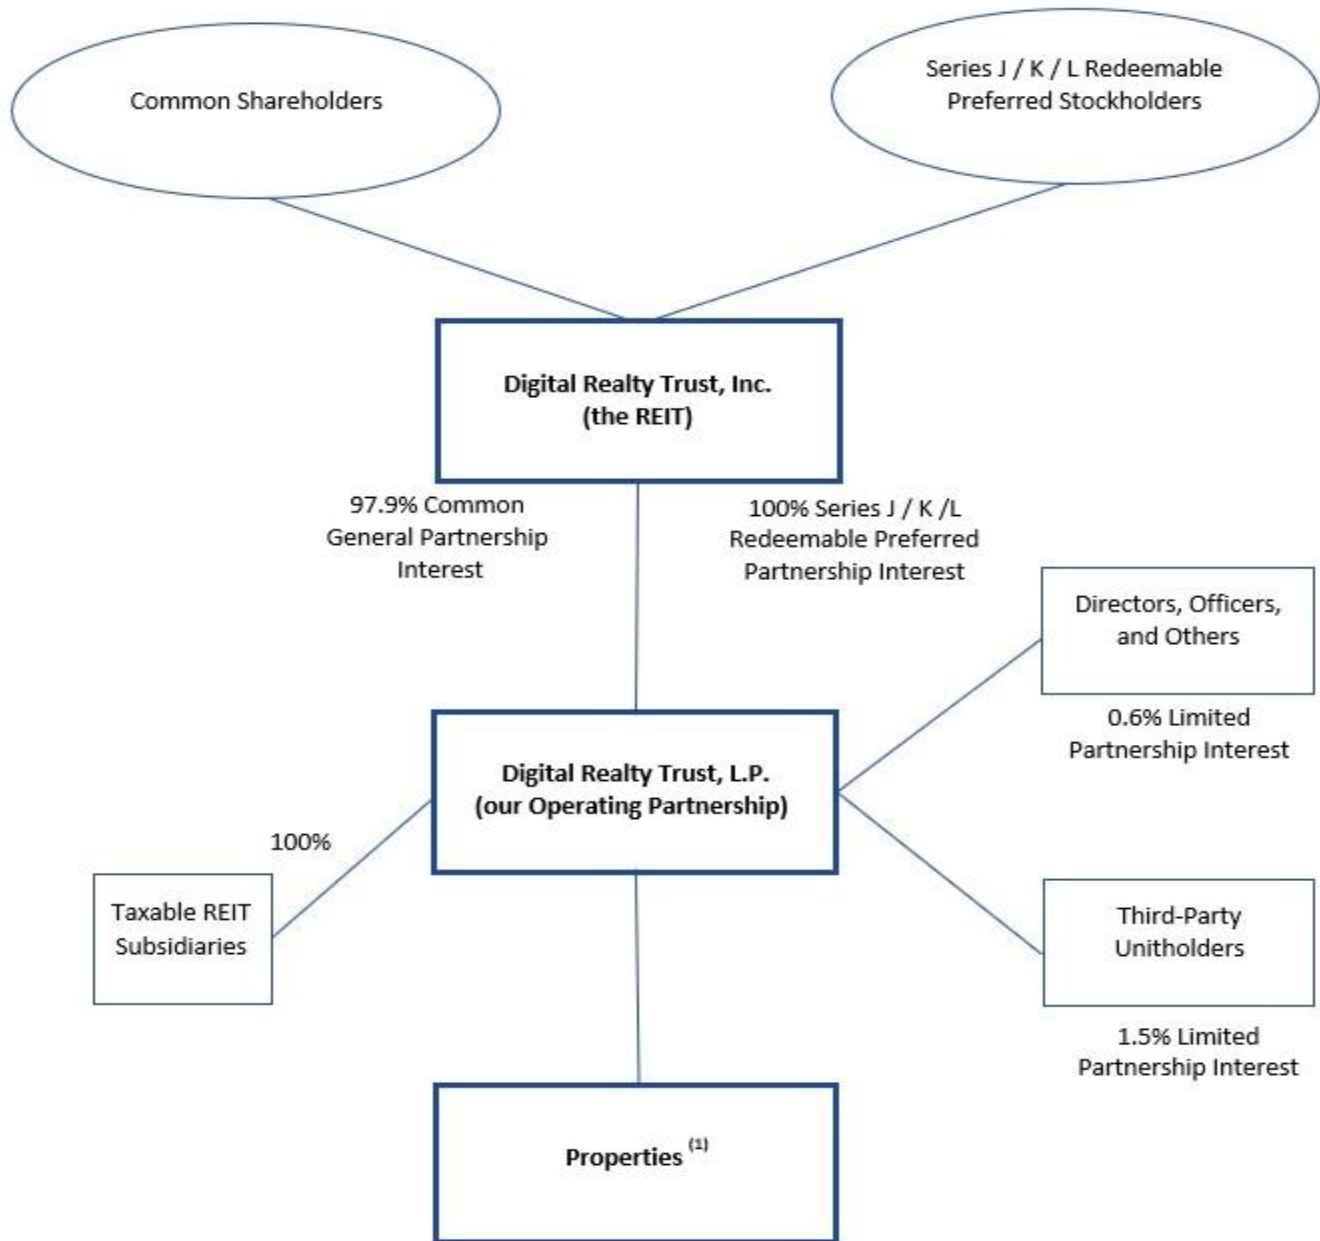 Common Shareholders
Series J / K / L Redeemable
Preferred Stockholders
Digital Realty Trust, Inc.
(the REIT)
97.9% Common
General Partnership
Interest
100% Series J / K /L
Redeemable Preferred
Partnership Interest
Directors, Officers,
and Others
0.6% Limited
Partnership Interest
Digital Realty Trust, L.P.
(our Operating Partnership)
100%
Taxable REIT
Subsidiaries
Third-Party
Unitholders
1.5% Limited
Partnership Interest
Properties (1)